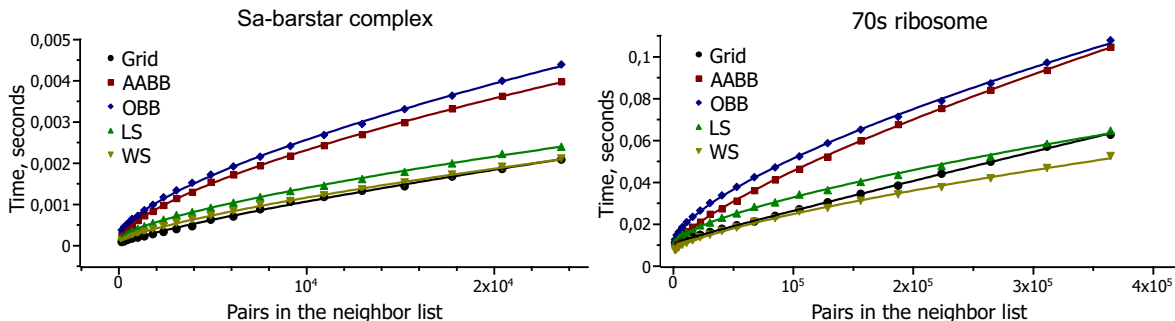 Sa-barstar complex
Time, seconds
0,005
0,004
0,003
0,002
0,001
0
Grid
AABB
OBB
LS
WS
0
10⁴
2x10⁴
Pairs in the neighbor list
70s ribosome
Time, seconds
0,1
0,08
0,06
0,04
0,02
0
Grid
AABB
OBB
LS
WS
0
10⁵
2x10⁵
3x10⁵
4x10⁵
Pairs in the neighbor list